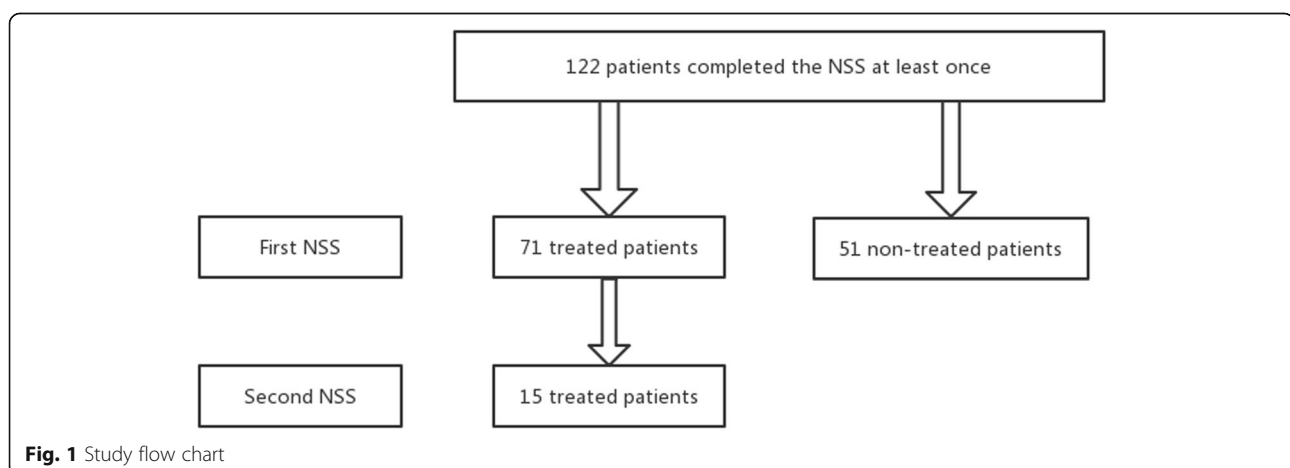 122 patients completed the NSS at least once
First NSS
71 treated patients
51 non-treated patients
Second NSS
15 treated patients
Fig. 1 Study flow chart